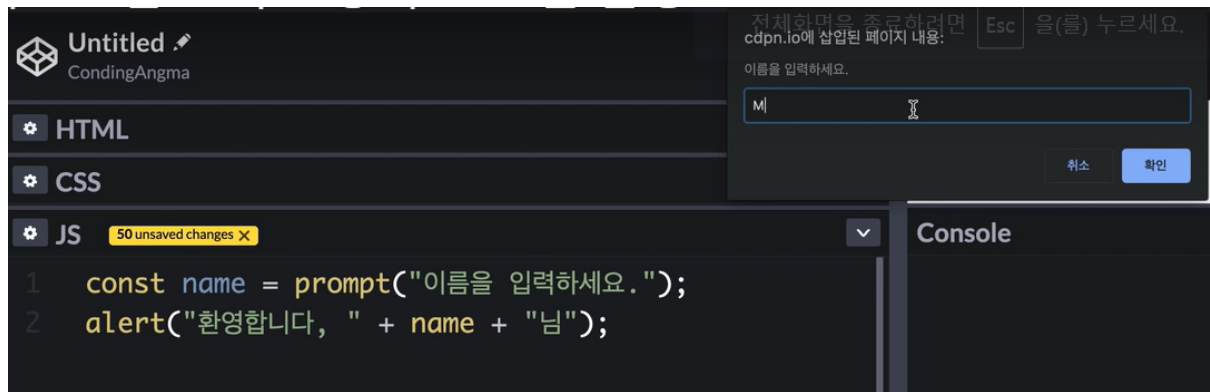 Untitled
CondingAngma
전체화면을 종료하려면 Esc 을(를) 누르세요.
cdpn.io에 삽입된 페이지 내용:
이름을 입력하세요.
M
취소 확인
HTML
CSS
JS 50 unsaved changes X
Console
1 const name = prompt("이름을 입력하세요.");
2 alert("환영합니다, " + name + "님");